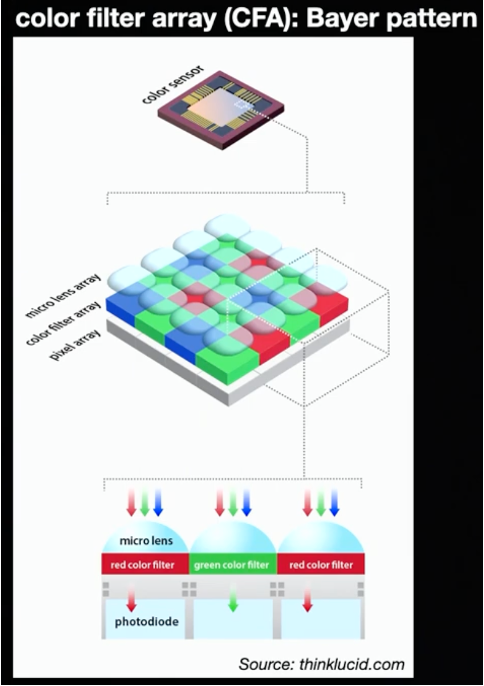 color filter array (CFA): Bayer pattern
color sensor
micro lens array
color filter array
pixel array
micro lens
red color filter
green color filter
red color filter
photodiode
Source: thinklucid.com